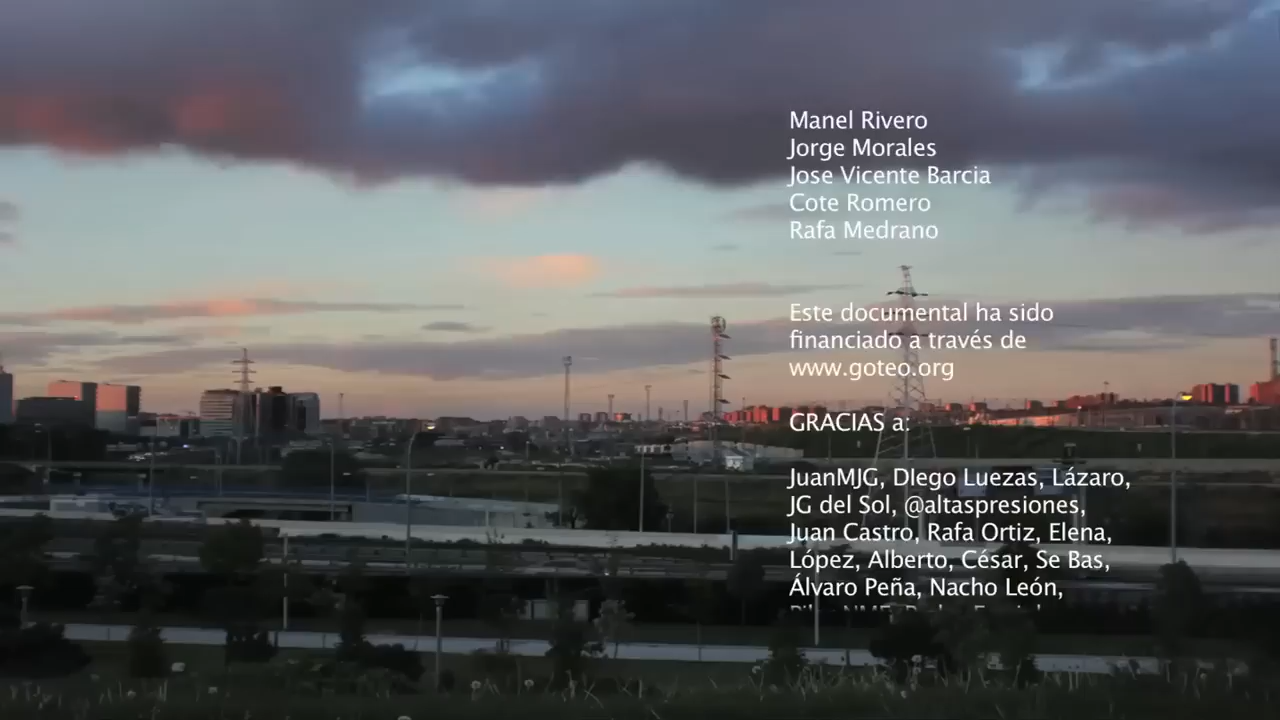 Manel Rivero
Jorge Morales
Jose Vicente Barcia
Cote Romero
Rafa Medrano
Este documental ha sido
financiado a través de
www.goteo.org
GRACIAS a:
JuanMJG, DIego Luezas, Lázaro,
JG del Sol, @altaspresiones,
Juan Castro, Rafa Ortiz, Elena,
López, Alberto, César, Se Bas,
Álvaro Peña, Nacho León,